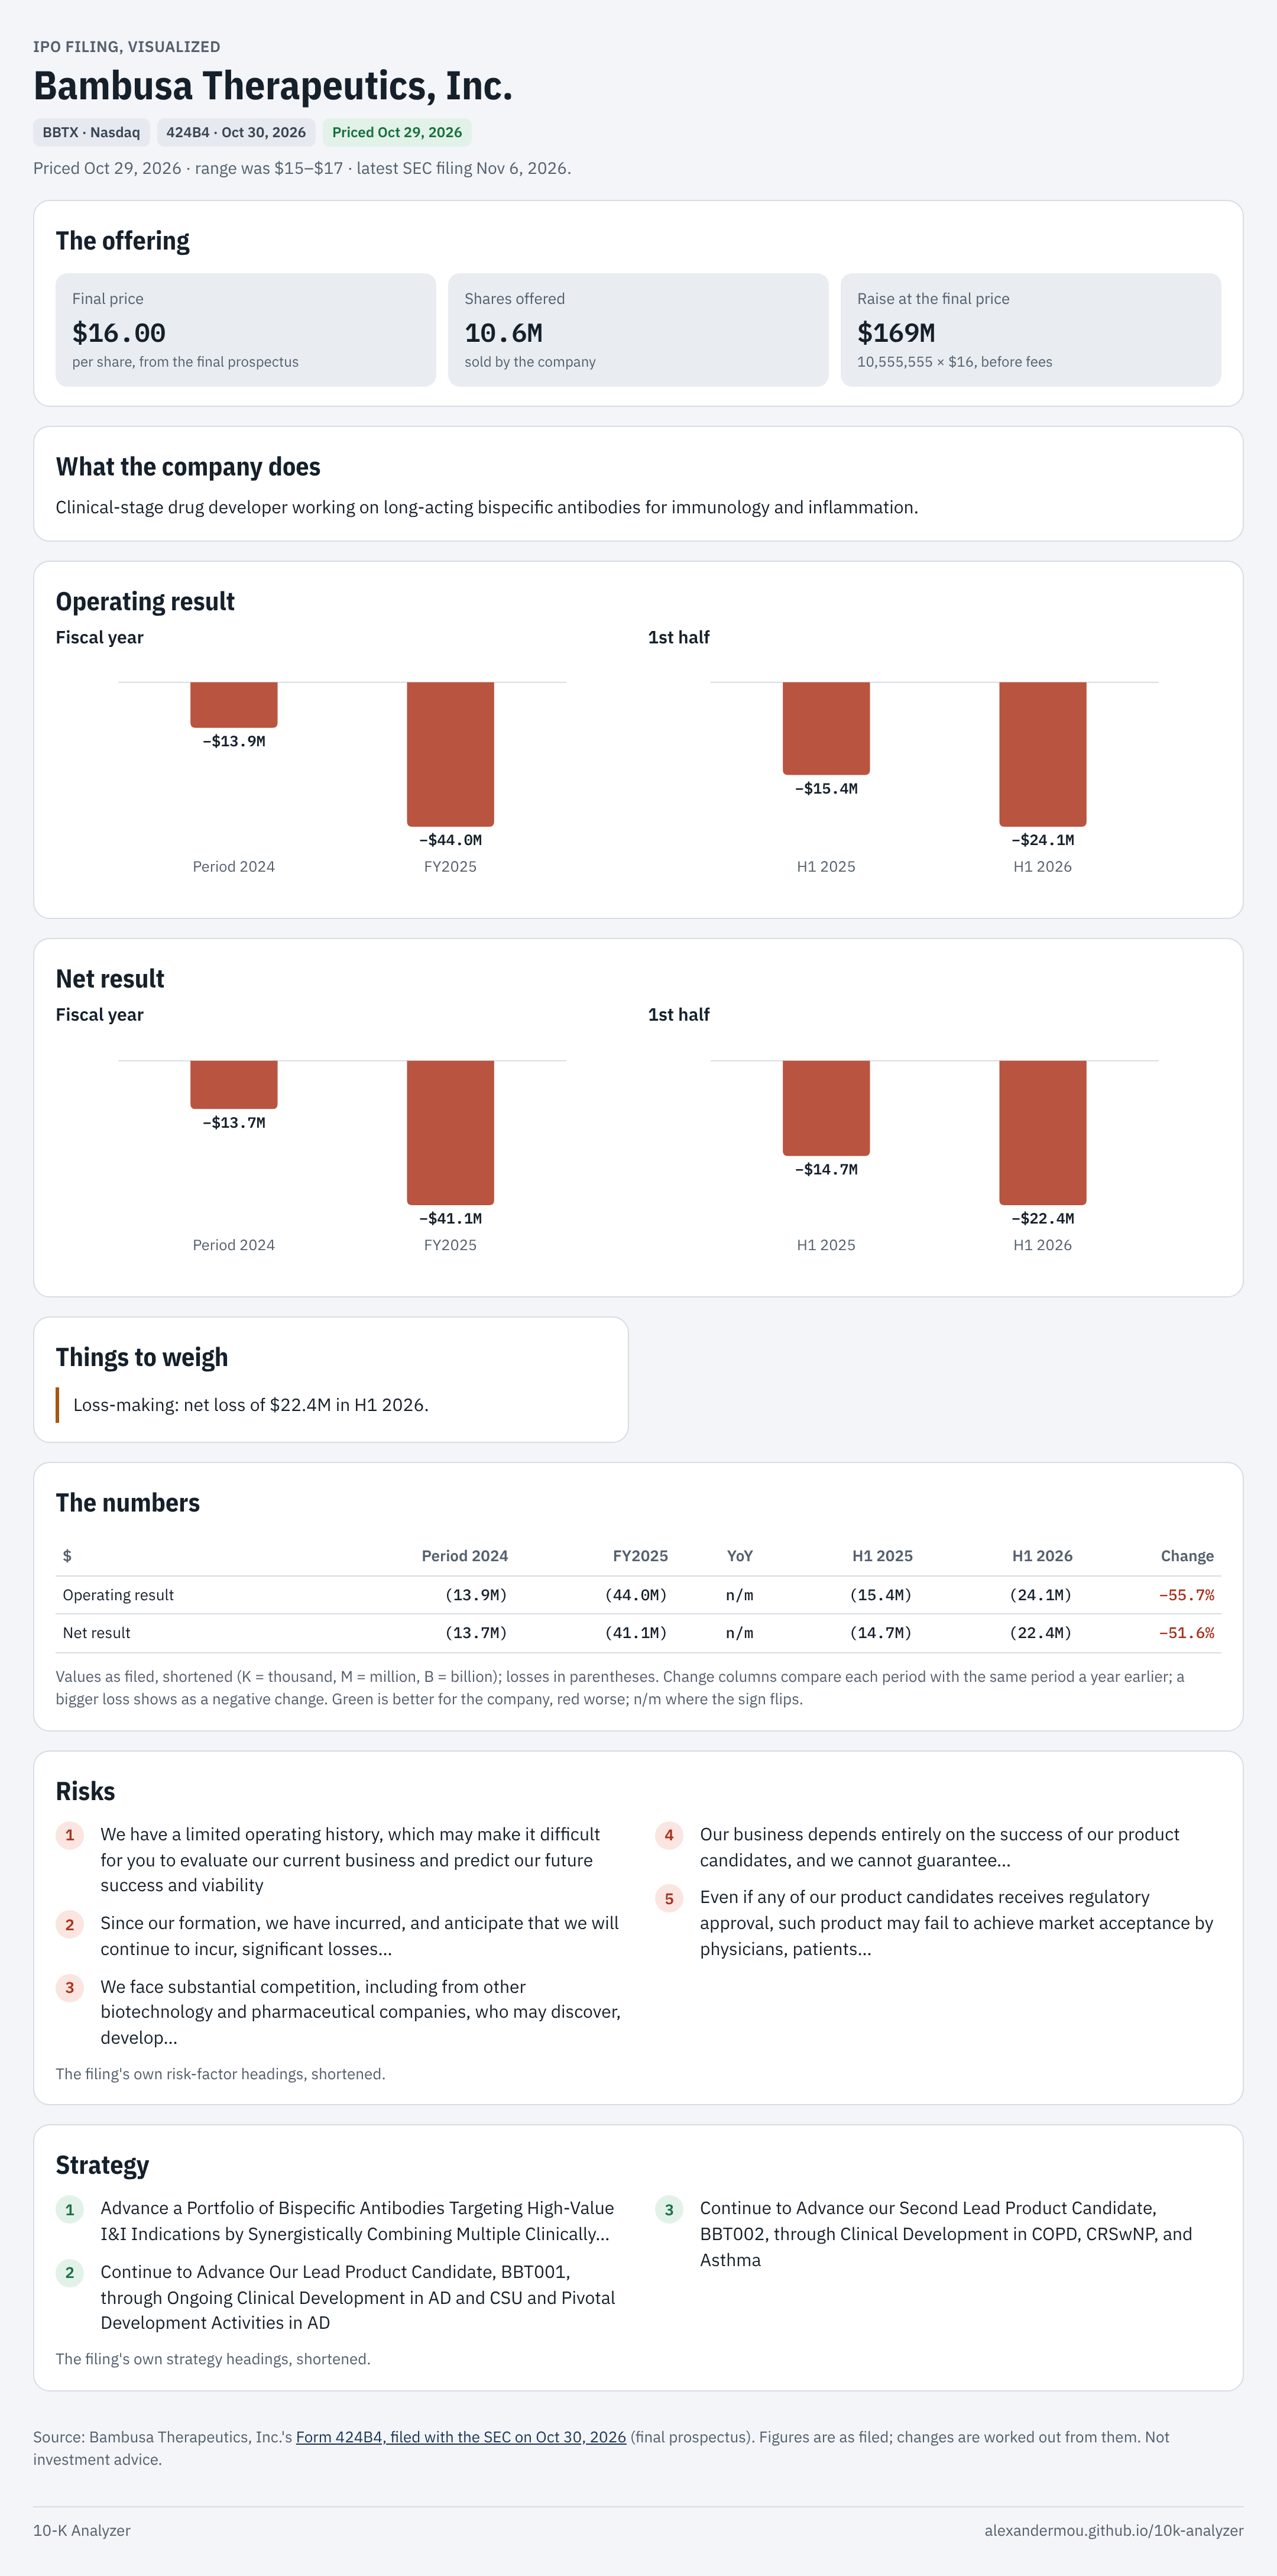 IPO FILING, VISUALIZED
Bambusa Therapeutics, Inc.
BBTX · Nasdaq 424B4 · Oct 30, 2026 Priced Oct 29, 2026
Priced Oct 29, 2026 · range was $15–$17 · latest SEC filing Nov 6, 2026.
The offering
Final price
$16.00
per share, from the final prospectus
Shares offered
10.6M
sold by the company
Raise at the final price
$169M
10,555,555 × $16, before fees
What the company does
Clinical-stage drug developer working on long-acting bispecific antibodies for immunology and inflammation.
Operating result
Fiscal year
−$13.9M
−$44.0M
Period 2024 FY2025
1st half
−$15.4M
−$24.1M
H1 2025 H1 2026
Net result
Fiscal year
−$13.7M
−$41.1M
Period 2024 FY2025
1st half
−$14.7M
−$22.4M
H1 2025 H1 2026
Things to weigh
Loss-making: net loss of $22.4M in H1 2026.
The numbers
$ Period 2024 FY2025 YoY H1 2025 H1 2026 Change
Operating result (13.9M) (44.0M) n/m (15.4M) (24.1M) −55.7%
Net result (13.7M) (41.1M) n/m (14.7M) (22.4M) −51.6%
Values as filed, shortened (K = thousand, M = million, B = billion); losses in parentheses. Change columns compare each period with the same period a year earlier; a
bigger loss shows as a negative change. Green is better for the company, red worse; n/m where the sign flips.
Risks
1 We have a limited operating history, which may make it difficult
for you to evaluate our current business and predict our future
success and viability
2 Since our formation, we have incurred, and anticipate that we will
continue to incur, significant losses…
3 We face substantial competition, including from other
biotechnology and pharmaceutical companies, who may discover,
develop…
4 Our business depends entirely on the success of our product
candidates, and we cannot guarantee…
5 Even if any of our product candidates receives regulatory
approval, such product may fail to achieve market acceptance by
physicians, patients…
The filing's own risk-factor headings, shortened.
Strategy
1 Advance a Portfolio of Bispecific Antibodies Targeting High-Value
I&I Indications by Synergistically Combining Multiple Clinically…
2 Continue to Advance Our Lead Product Candidate, BBT001,
through Ongoing Clinical Development in AD and CSU and Pivotal
Development Activities in AD
3 Continue to Advance our Second Lead Product Candidate,
BBT002, through Clinical Development in COPD, CRSwNP, and
Asthma
The filing's own strategy headings, shortened.
Source: Bambusa Therapeutics, Inc.'s Form 424B4, filed with the SEC on Oct 30, 2026 (final prospectus). Figures are as filed; changes are worked out from them. Not
investment advice.
10-K Analyzer alexandermou.github.io/10k-analyzer